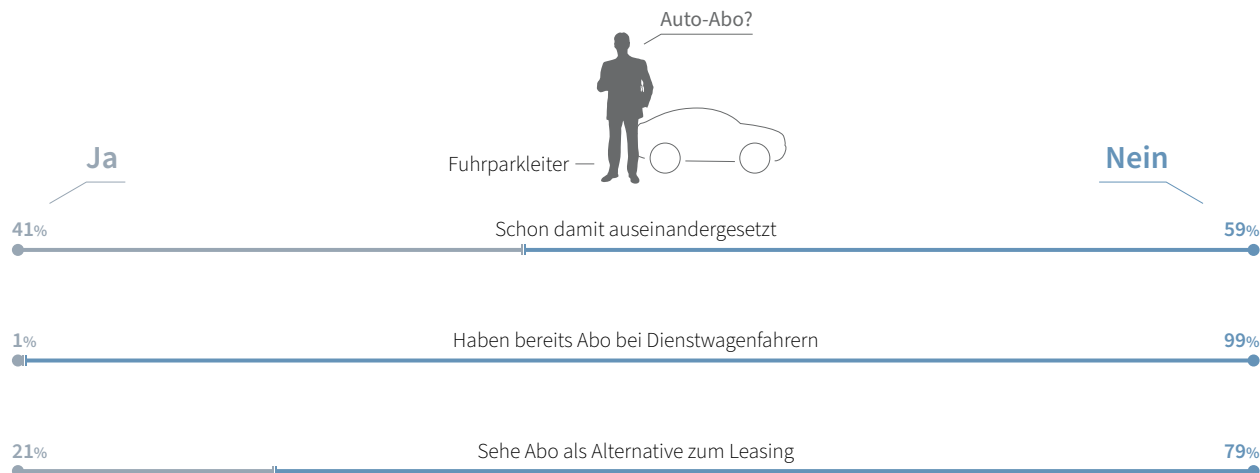 Auto-Abo?
Ja
Fuhrparkleiter
Nein
41% Schon damit auseinandergesetzt 59%
1% Haben bereits Abo bei Dienstwagenfahrern 99%
21% Sehe Abo als Alternative zum Leasing 79%